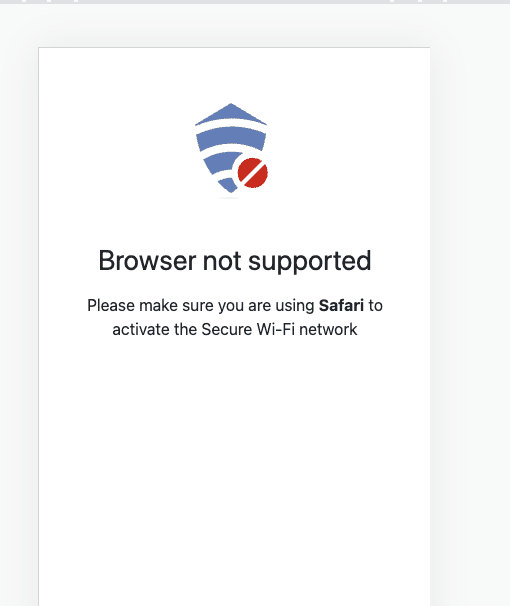 Browser not supported
Please make sure you are using Safari to
activate the Secure Wi-Fi network